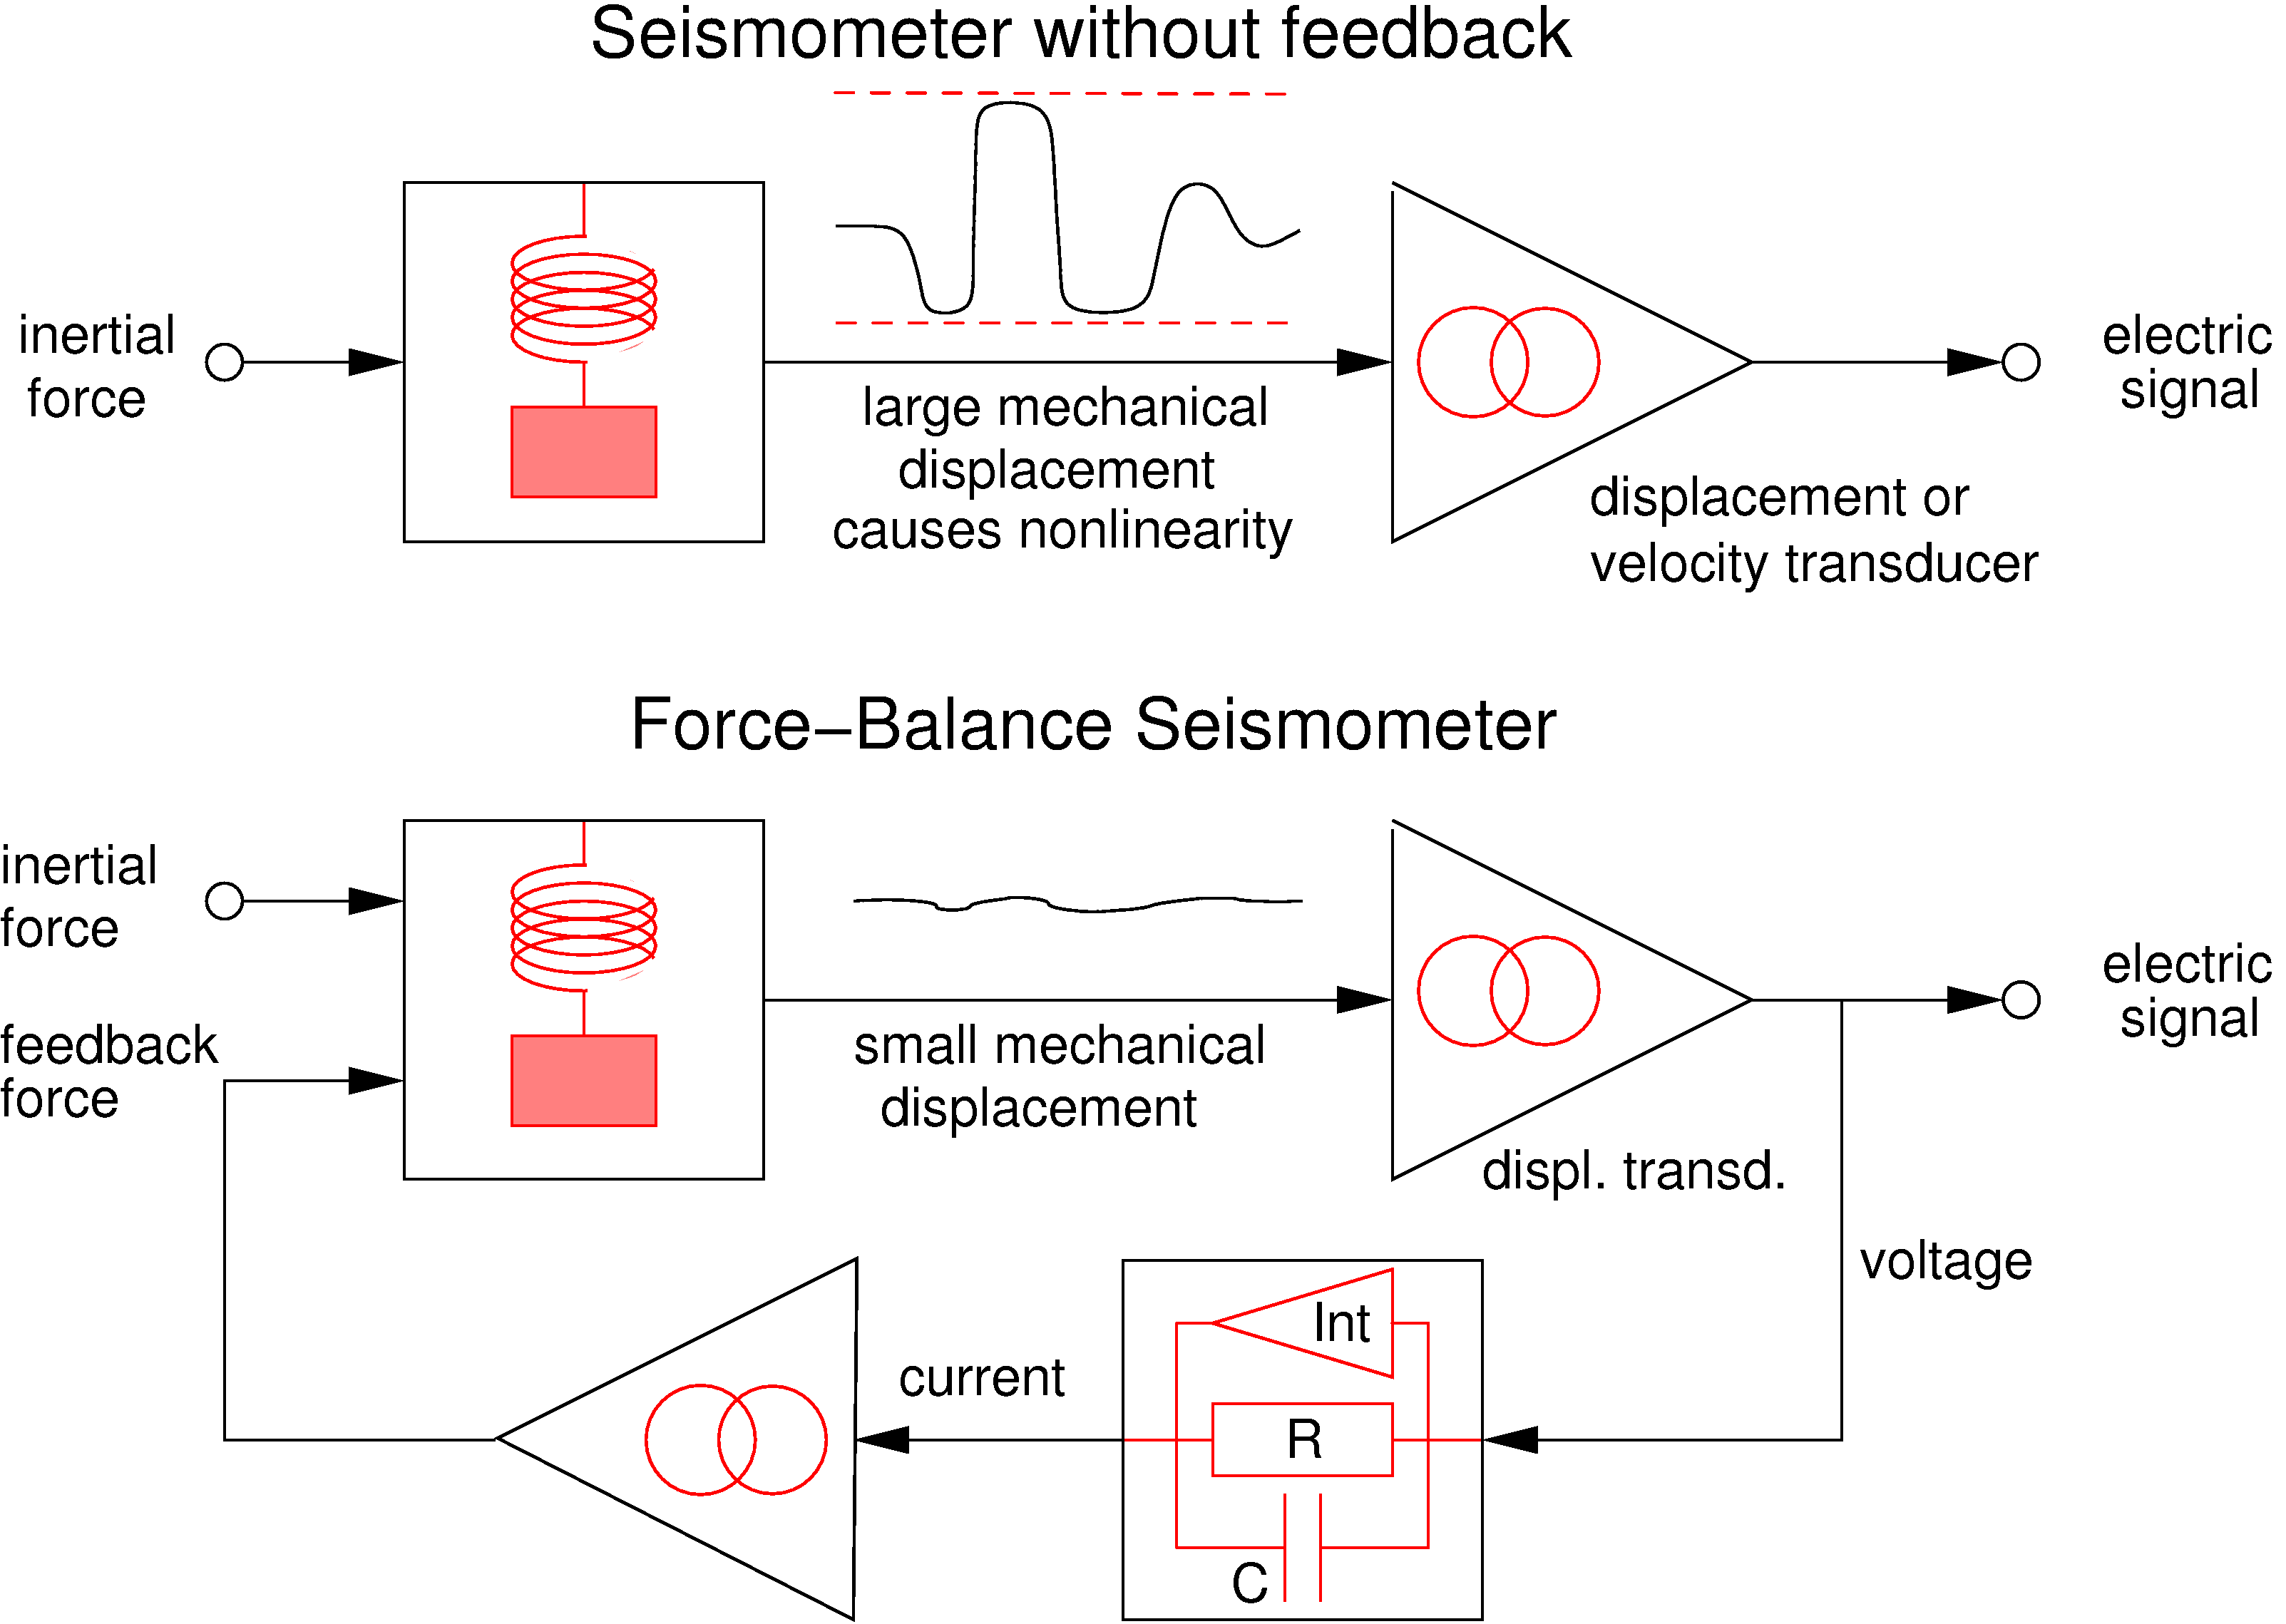 Seismometer without feedback
inertial
force
large mechanical
displacement
causes nonlinearity
displacement or
velocity transducer
electric
signal
Force−Balance Seismometer
inertial
force
feedback
force
small mechanical
displacement
displ. transd.
electric
signal
voltage
current
Int
R
C